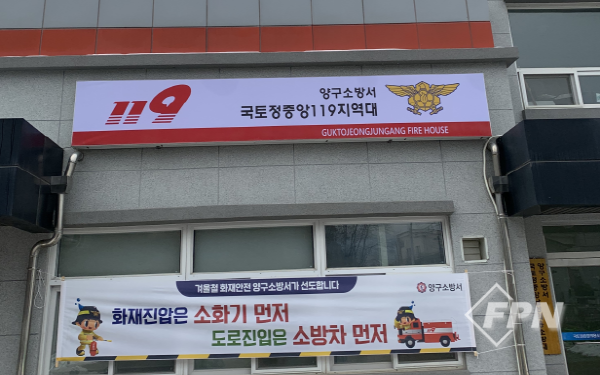 119
양구소방서
국토정중앙119지역대
GUKTOJEONGJUNGANG FIRE HOUSE
겨울철 화재안전 양구소방서가 선도합니다
양구소방서
화재진압은 소화기 먼저
도로진입은 소방차 먼저
FPN